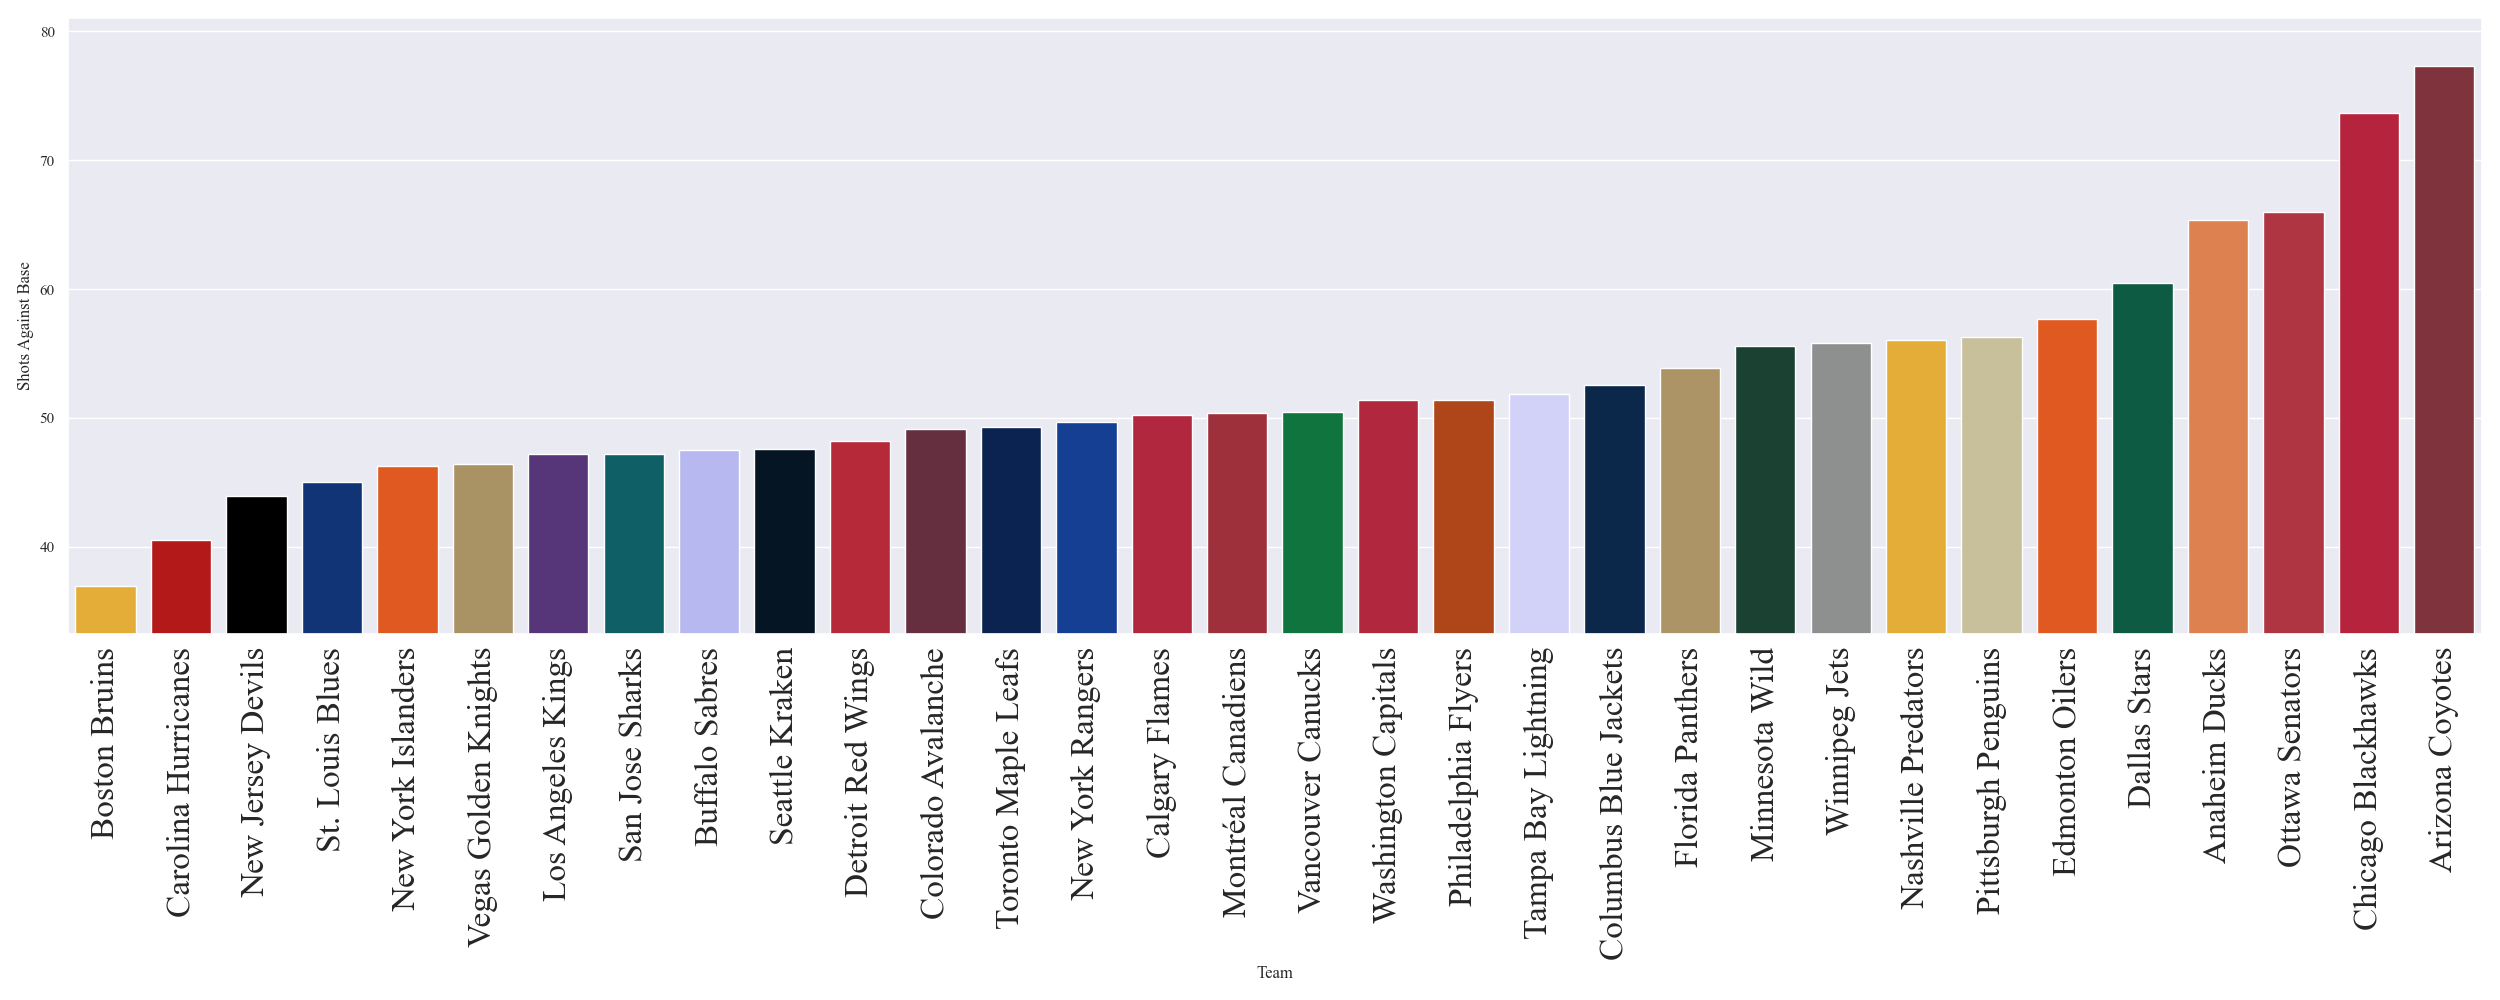 80
70
60
50
40
Shots Against Base
Boston Bruins
Carolina Hurricanes
New Jersey Devils
St. Louis Blues
New York Islanders
Vegas Golden Knights
Los Angeles Kings
San Jose Sharks
Buffalo Sabres
Seattle Kraken
Detroit Red Wings
Colorado Avalanche
Toronto Maple Leafs
New York Rangers
Calgary Flames
Montréal Canadiens
Vancouver Canucks
Washington Capitals
Philadelphia Flyers
Tampa Bay Lightning
Columbus Blue Jackets
Florida Panthers
Minnesota Wild
Winnipeg Jets
Nashville Predators
Pittsburgh Penguins
Edmonton Oilers
Dallas Stars
Anaheim Ducks
Ottawa Senators
Chicago Blackhawks
Arizona Coyotes
Team